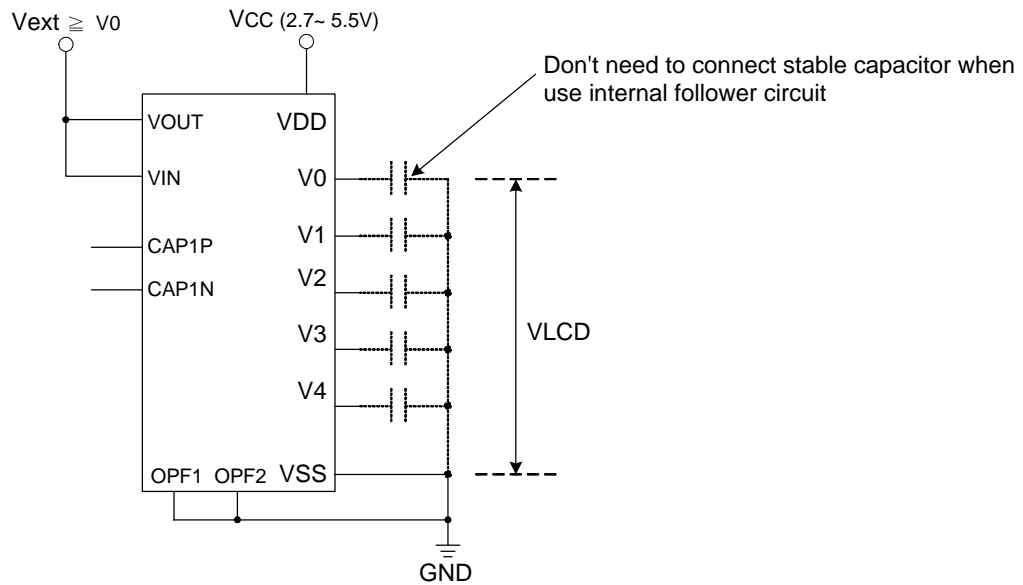 Vext ≧ V0
VCC (2.7~ 5.5V)
Don't need to connect stable capacitor when
use internal follower circuit
VOUT
VDD
VIN
V0
V1
CAP1P
V2
CAP1N
V3
VLCD
V4
OPF1
OPF2
VSS
GND